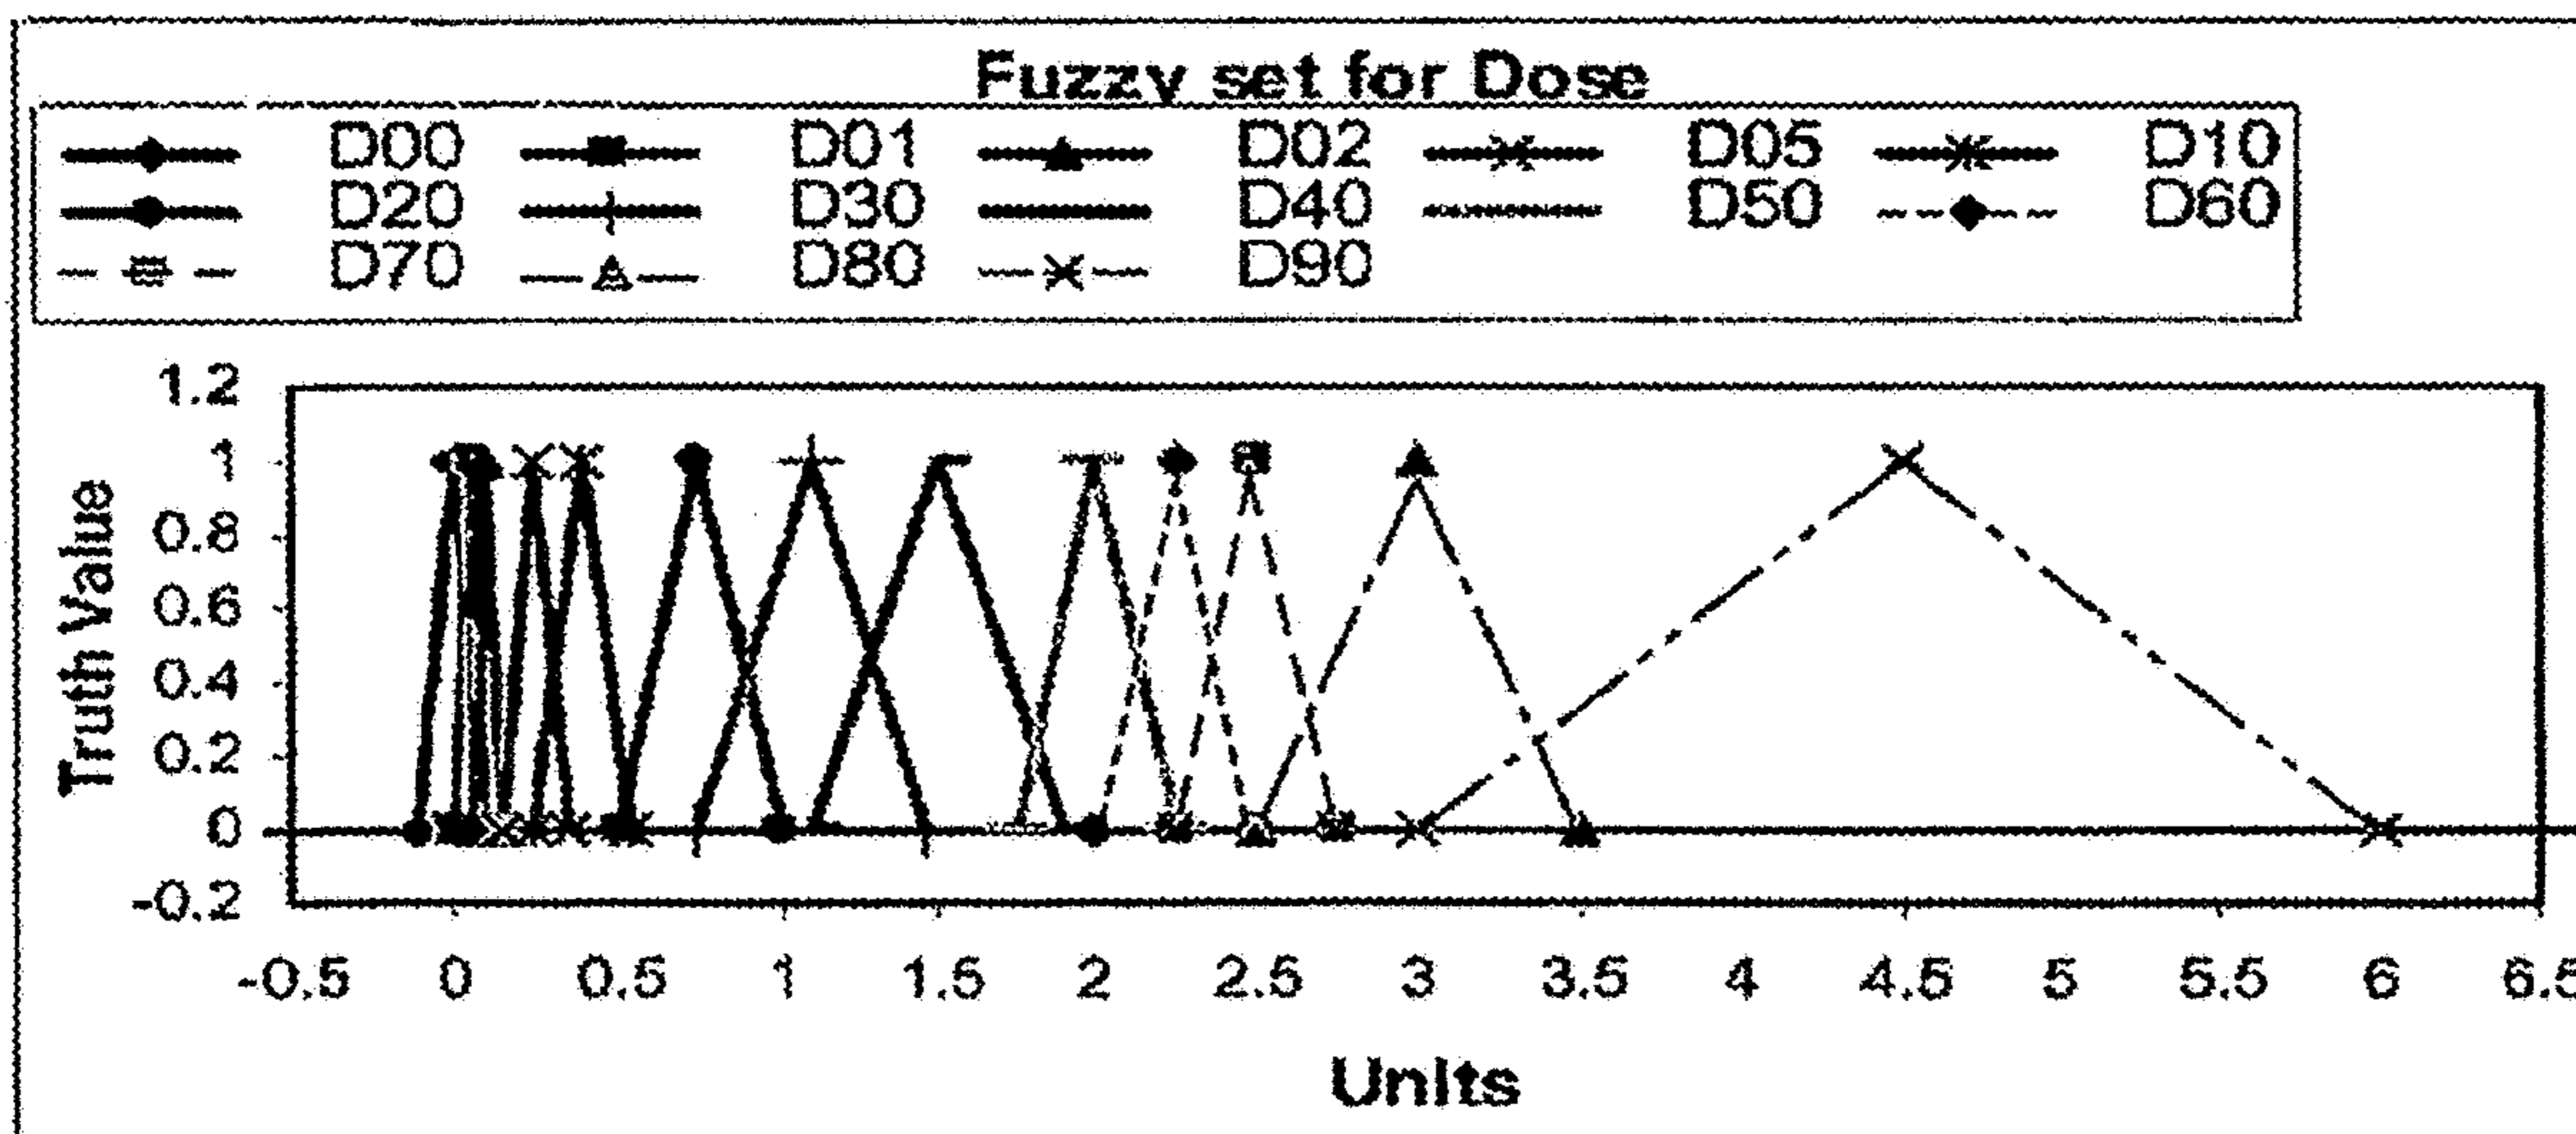 Fuzzy set for Dose
D00 D01 D02 D05 D10
D20 D30 D40 D50 D60
D70 D80 D90
1.2
1
0.8
0.6
0.4
0.2
0
-0.2
Truth Value
-0.5 0 0.5 1 1.5 2 2.5 3 3.5 4 4.5 5 5.5 6 6.5
Units